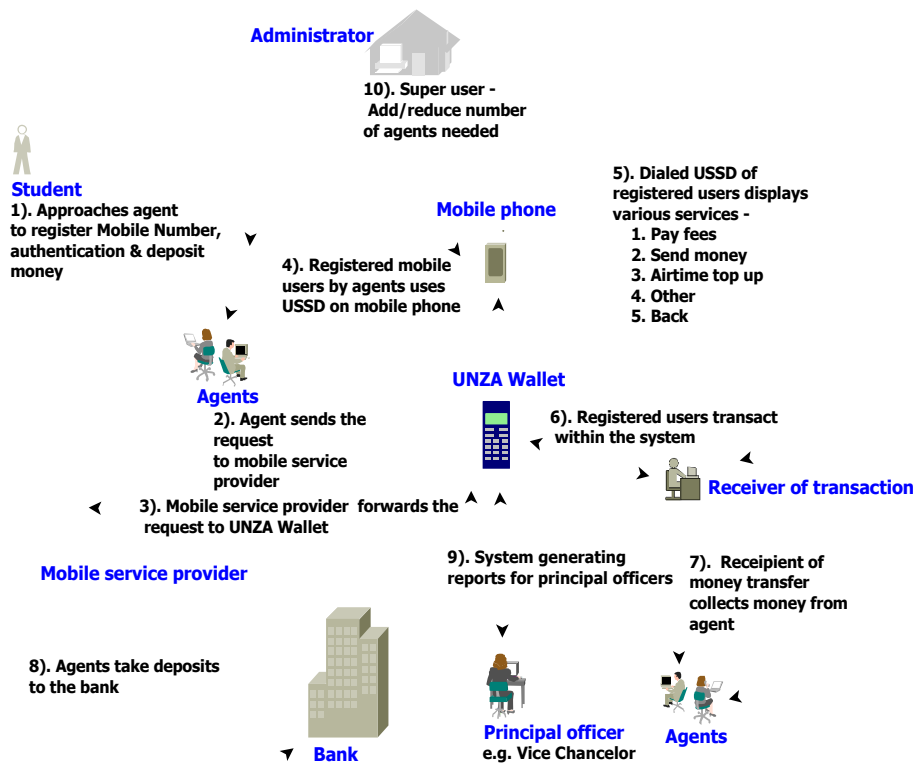 Administrator
10). Super user -
Add/reduce number
of agents needed
Student
1). Approaches agent
to register Mobile Number,
authentication & deposit
money
Mobile phone
4). Registered mobile
users by agents uses
USSD on mobile phone
5). Dialed USSD of
registered users displays
various services -
1. Pay fees
2. Send money
3. Airtime top up
4. Other
5. Back
Agents
2). Agent sends the
request
to mobile service
provider
UNZA Wallet
6). Registered users transact
within the system
Receiver of transaction
3). Mobile service provider forwards the
request to UNZA Wallet
Mobile service provider
9). System generating
reports for principal officers
7). Receipient of
money transfer
collects money from
agent
8). Agents take deposits
to the bank
Bank
Principal officer
e.g. Vice Chancelor
Agents